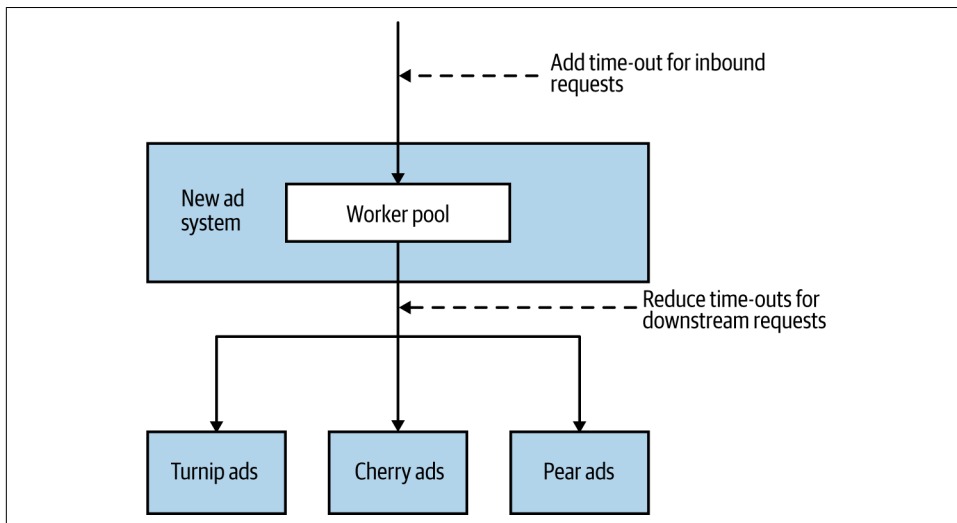 Add time-out for inbound
requests
New ad
system
Worker pool
Reduce time-outs for
downstream requests
Turnip ads
Cherry ads
Pear ads